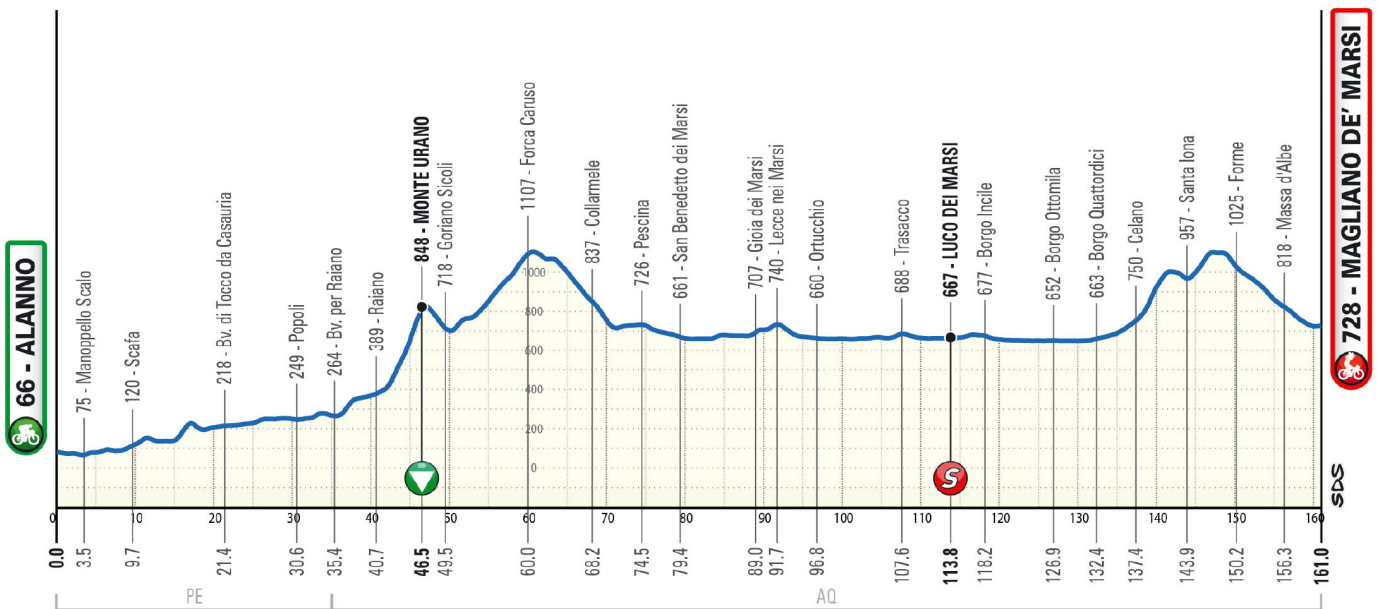 66 - ALANNO
75 - Manoppello Scalo
120 - Scafa
218 - Bv. di Tocco da Casauria
249 - Popoli
264 - Bv. per Raiano
389 - Raiano
848 - MONTE URANO
718 - Goriano Sicoli
1107 - Forca Caruso
837 - Collarmele
726 - Pescina
661 - San Benedetto dei Marsi
707 - Gioia dei Marsi
740 - Lecce nei Marsi
660 - Ortucchio
688 - Trasacco
667 - LUCO DEI MARSI
677 - Borgo Incile
652 - Borgo Ottomila
663 - Borgo Quattordici
750 - Celano
957 - Santa Iona
1025 - Forme
818 - Massa d'Albe
728 - MAGLIANO DE' MARSI
1000
800
600
400
200
0
S
SDS
0 10 20 30 40 50 60 70 80 90 100 110 120 130 140 150 160
0.0 3.5 9.7 21.4 30.6 35.4 40.7 46.5 49.5 60.0 68.2 74.5 79.4 89.0 91.7 96.8 107.6 113.8 118.2 126.9 132.4 137.4 143.9 150.2 156.3 161.0
PE AQ